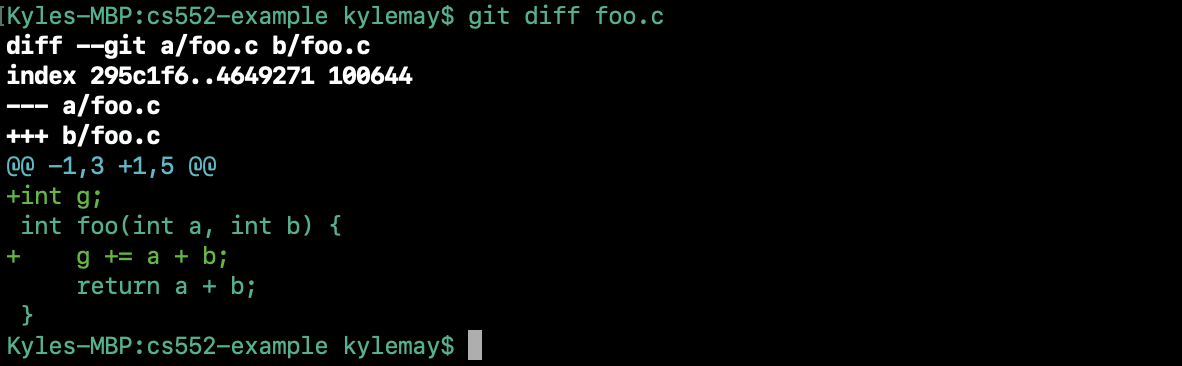 [Kyles-MBP:cs552-example kylemay$ git diff foo.c
diff --git a/foo.c b/foo.c
index 295c1f6..4649271 100644
--- a/foo.c
+++ b/foo.c
@@ -1,3 +1,5 @@
+int g;
 int foo(int a, int b) {
+    g += a + b;
     return a + b;
 }
Kyles-MBP:cs552-example kylemay$